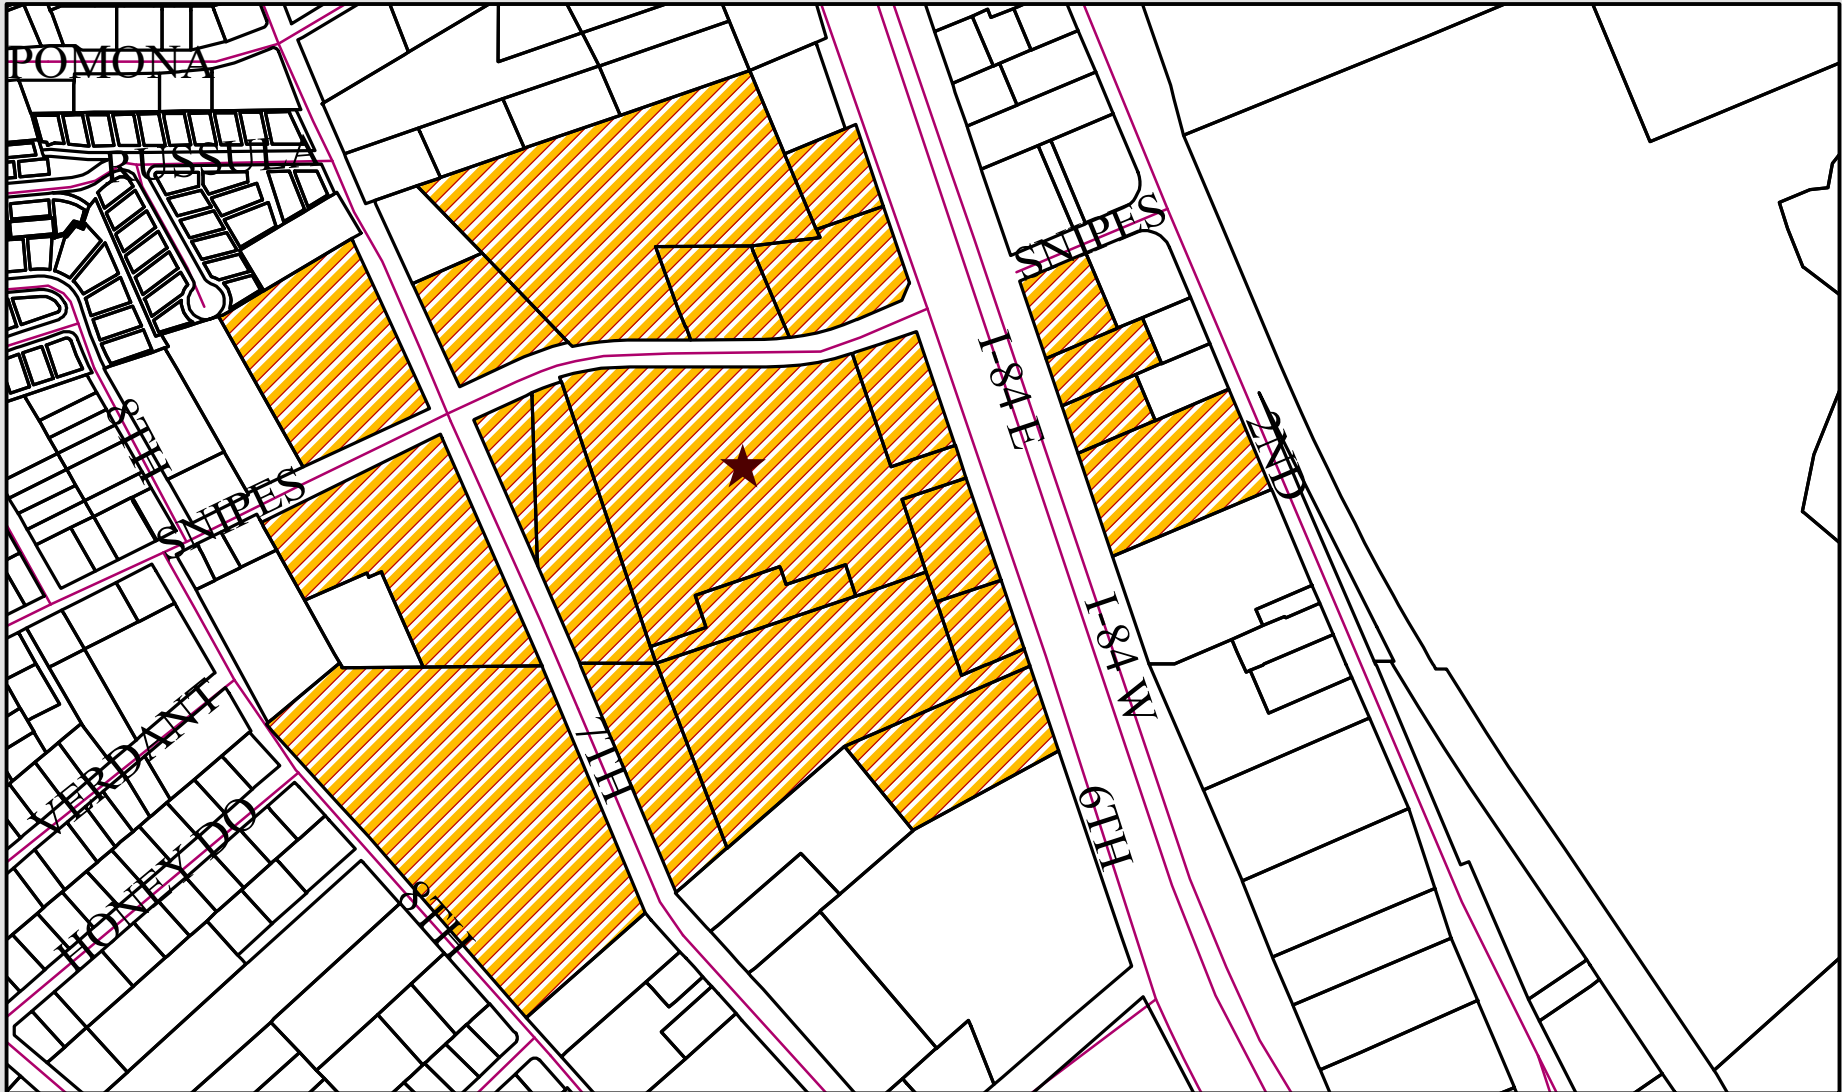 POMONA
RUSSULA
SNIPES
I-84 E
8TH
2ND
SNIPES
I-84 W
VERDANT
7TH
HONEY DO
6TH
8TH